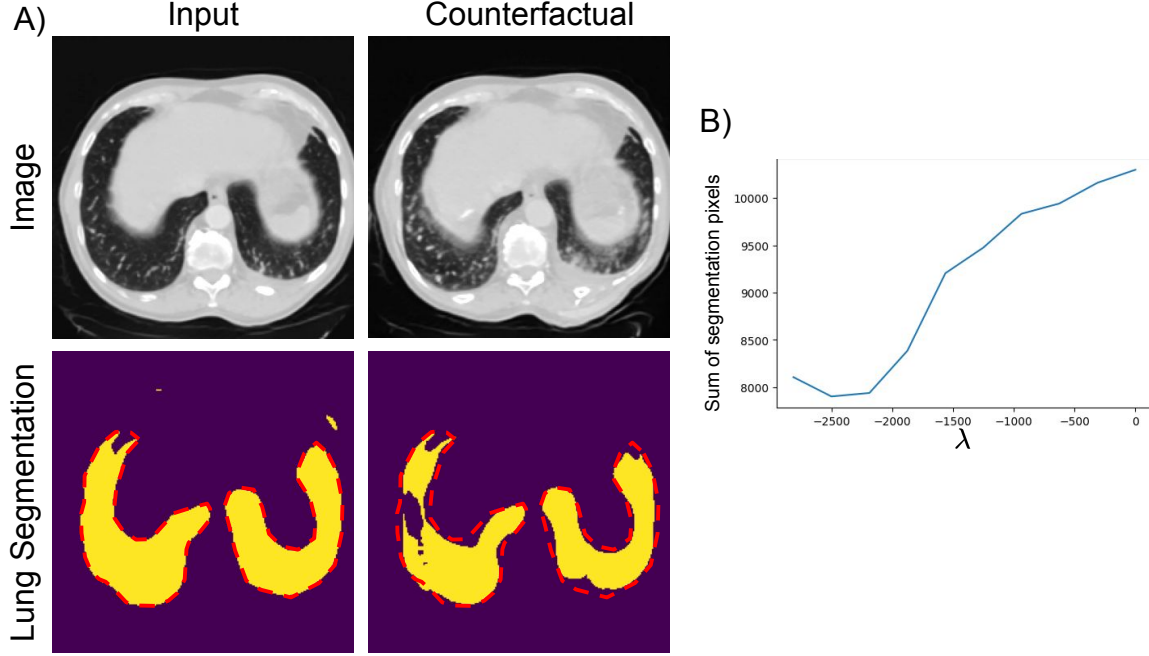 A)
Input
Counterfactual
Image
Lung Segmentation
B)
Sum of segmentation pixels
10000
9500
9000
8500
8000
−2500
−2000
−1500
−1000
−500
0
λ